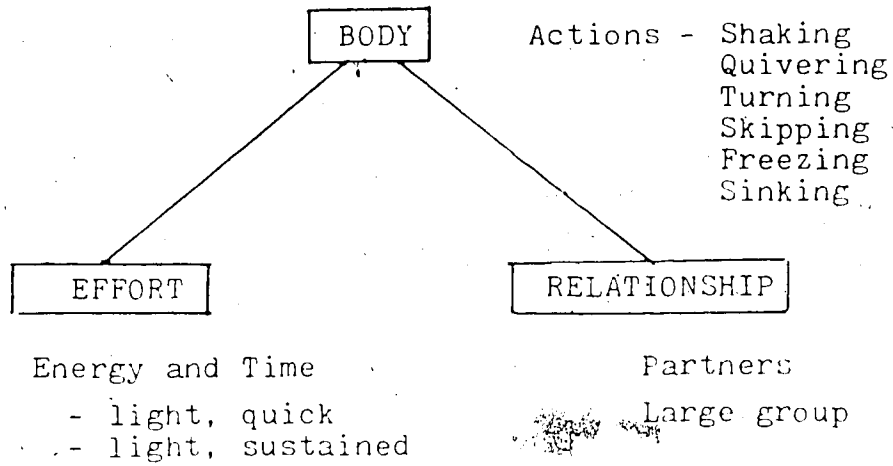 BODY
Actions - Shaking
Quivering
Turning
Skipping
Freezing
Sinking
EFFORT
RELATIONSHIP
Energy and Time
- light, quick
- light, sustained
Partners
Large group